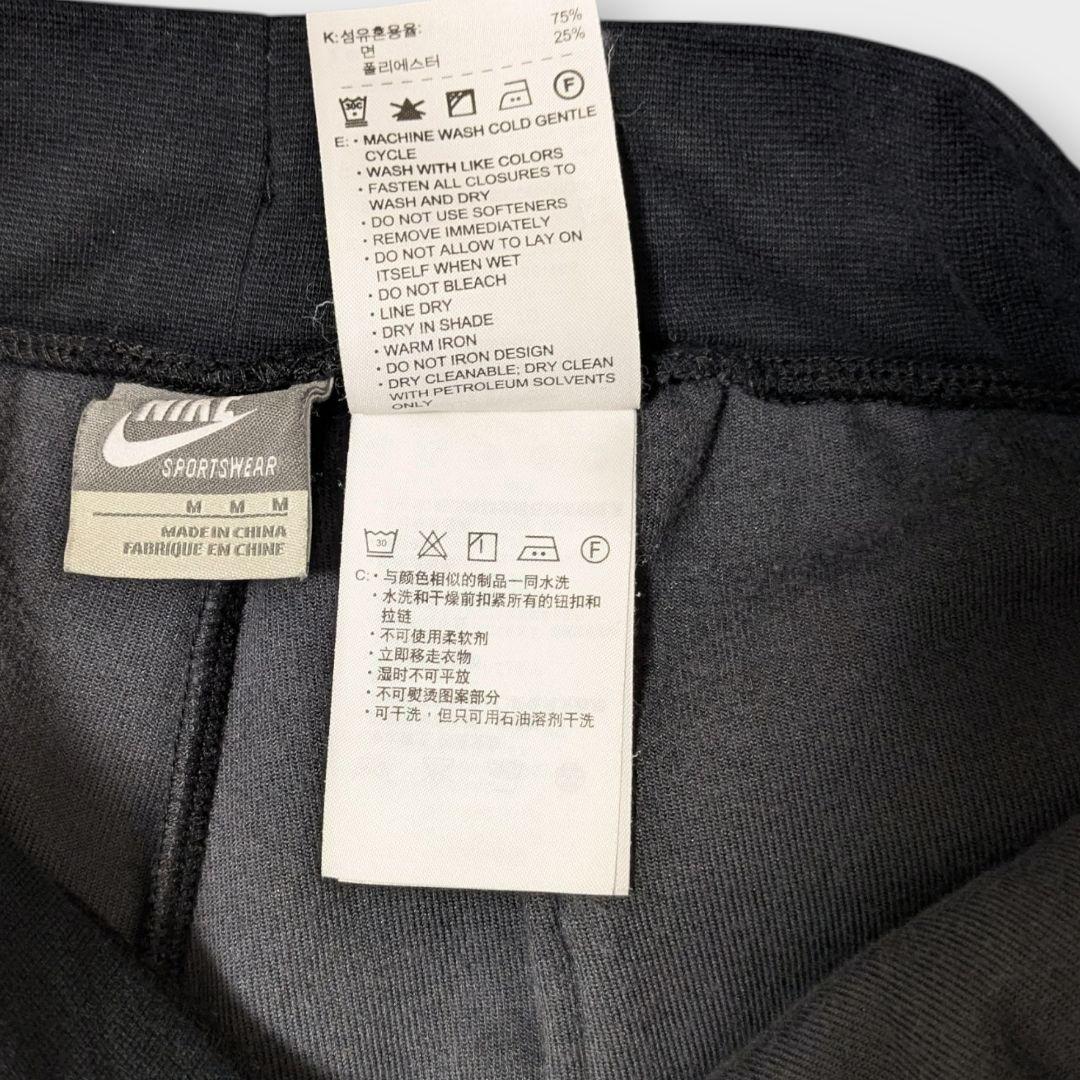 K:섬유혼용율:
면 75%
폴리에스터 25%
30C
F
E: • MACHINE WASH COLD GENTLE
CYCLE
• WASH WITH LIKE COLORS
• FASTEN ALL CLOSURES TO
WASH AND DRY
• DO NOT USE SOFTENERS
• REMOVE IMMEDIATELY
• DO NOT ALLOW TO LAY ON
ITSELF WHEN WET
• DO NOT BLEACH
• LINE DRY
• DRY IN SHADE
• WARM IRON
• DO NOT IRON DESIGN
• DRY CLEANABLE; DRY CLEAN
WITH PETROLEUM SOLVENTS
ONLY
NIKE
SPORTSWEAR
M M M
MADE IN CHINA
FABRIQUE EN CHINE
30
F
C: • 与颜色相似的制品一同水洗
• 水洗和干燥前扣紧所有的钮扣和
拉链
• 不可使用柔软剂
• 立即移走衣物
• 湿时不可平放
• 不可熨烫图案部分
• 可干洗，但只可用石油溶剂干洗